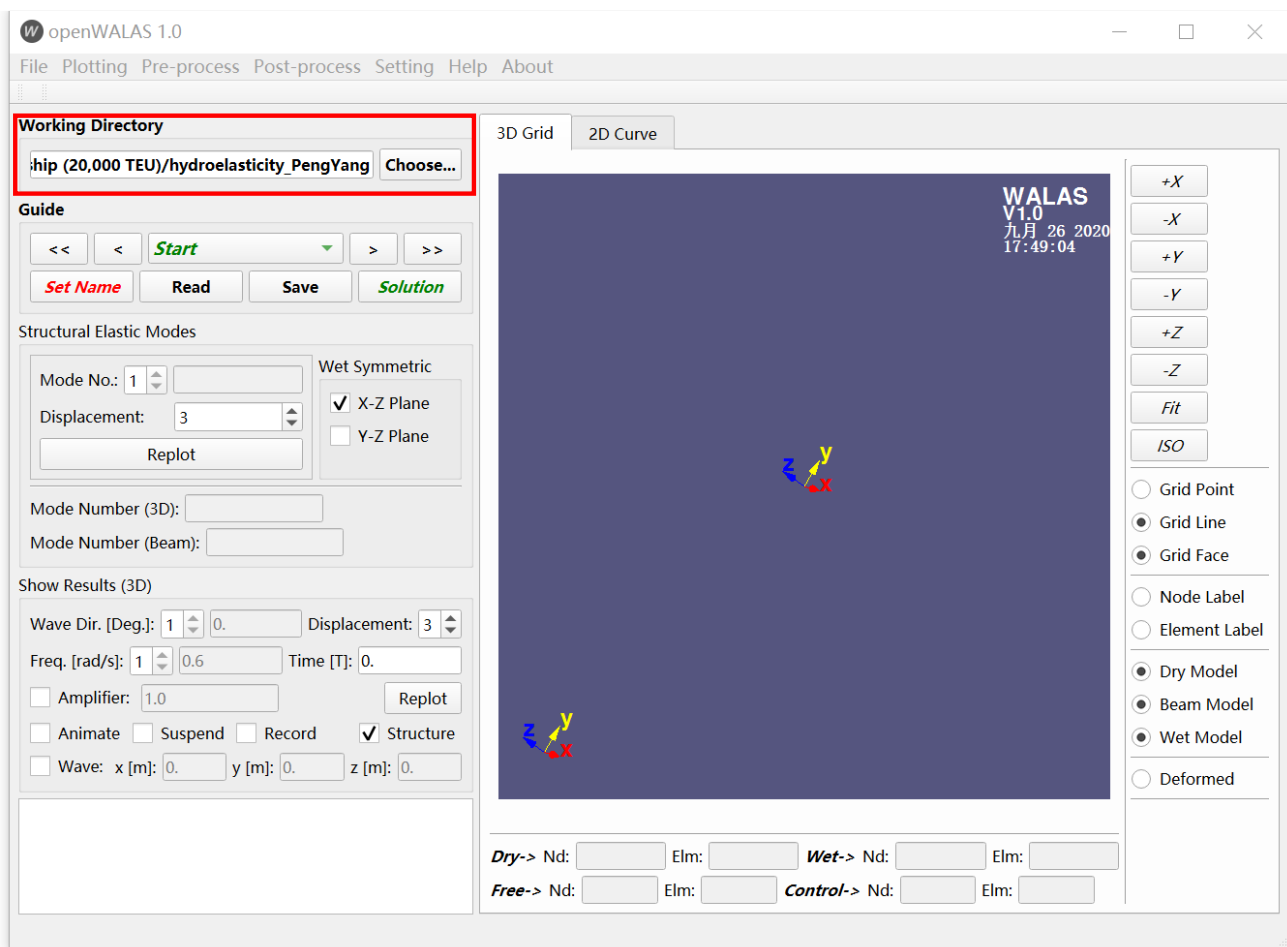 W openWALAS 1.0
File Plotting Pre-process Post-process Setting Help About
Working Directory
ship (20,000 TEU)/hydroelasticity_PengYang Choose...
Guide
<< < Start > >>
Set Name Read Save Solution
Structural Elastic Modes
Mode No.: 1
Displacement: 3
Replot
Wet Symmetric
X-Z Plane
Y-Z Plane
Mode Number (3D):
Mode Number (Beam):
Show Results (3D)
Wave Dir. [Deg.]: 1 0. Displacement: 3
Freq. [rad/s]: 1 0.6 Time [T]: 0.
Amplifier: 1.0 Replot
Animate Suspend Record Structure
Wave: x [m]: 0. y [m]: 0. z [m]: 0.
3D Grid 2D Curve
WALAS
V1.0
九月 26 2020
17:49:04
z y x
z y x
Dry-> Nd: Elm: Wet-> Nd: Elm:
Free-> Nd: Elm: Control-> Nd: Elm:
+X
-X
+Y
-Y
+Z
-Z
Fit
ISO
Grid Point
Grid Line
Grid Face
Node Label
Element Label
Dry Model
Beam Model
Wet Model
Deformed